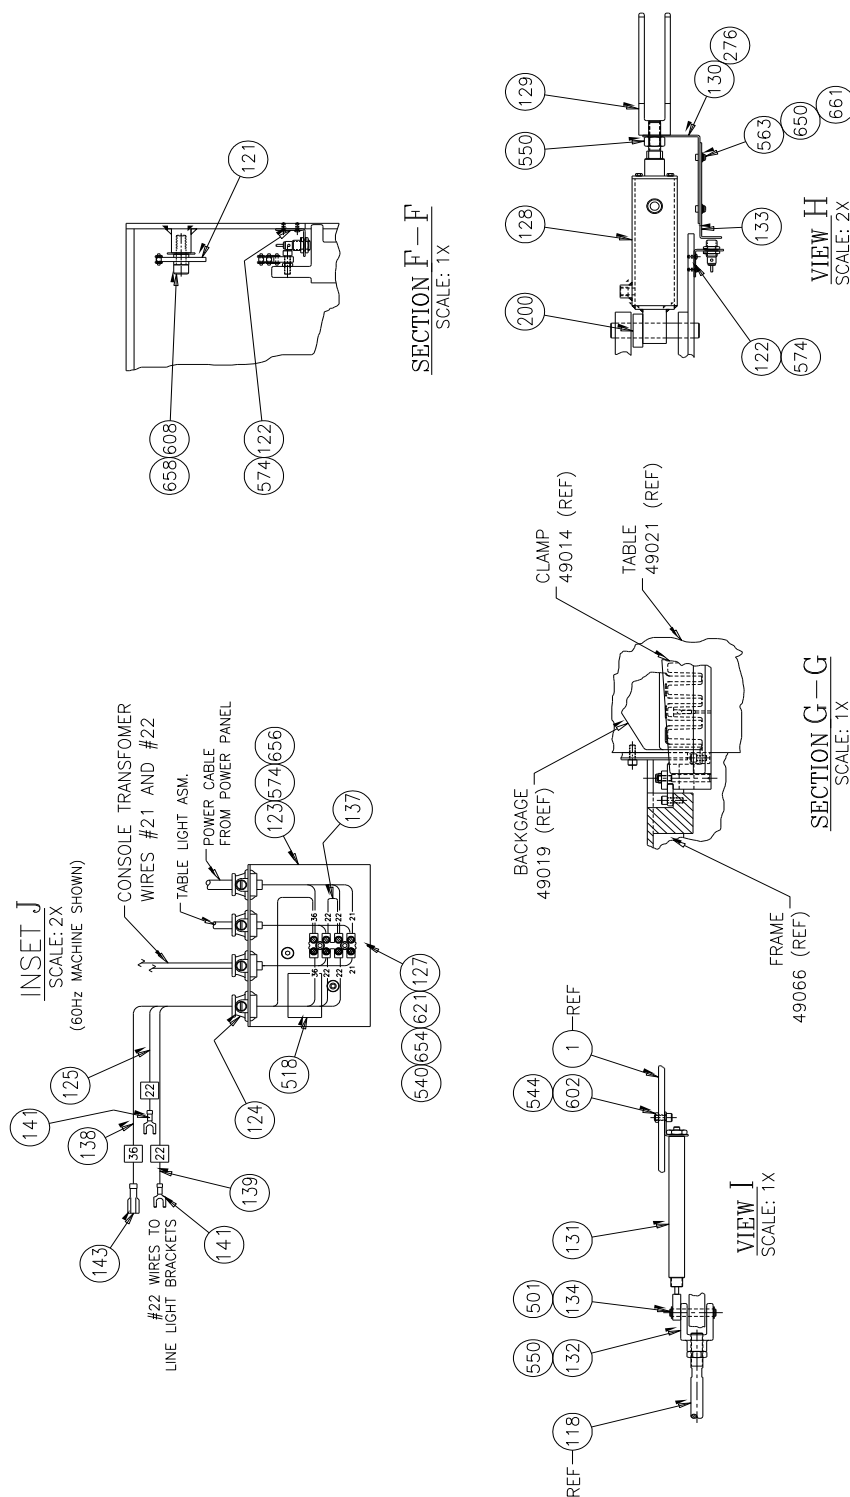 INSET J
SCALE: 2X
(60Hz MACHINE SHOWN)
CONSOLE TRANSFOMER
WIRES #21 AND #22
TABLE LIGHT ASM.
POWER CABLE
FROM POWER PANEL
143
138
141
125
36
22
22
139
141
#22 WIRES TO
LINE LIGHT BRACKETS
124
518
123
574
656
137
36
22
22
21
36
22
22
21
540
654
621
127
658
608
574
122
121
SECTION F-F
SCALE: 1X
REF
118
550
132
501
134
131
544
602
1
REF
VIEW I
SCALE: 1X
BACKGAGE
49019 (REF)
CLAMP
49014 (REF)
TABLE
49021 (REF)
FRAME
49066 (REF)
SECTION G-G
SCALE: 1X
200
128
550
129
130
276
563
650
661
133
122
574
VIEW H
SCALE: 2X